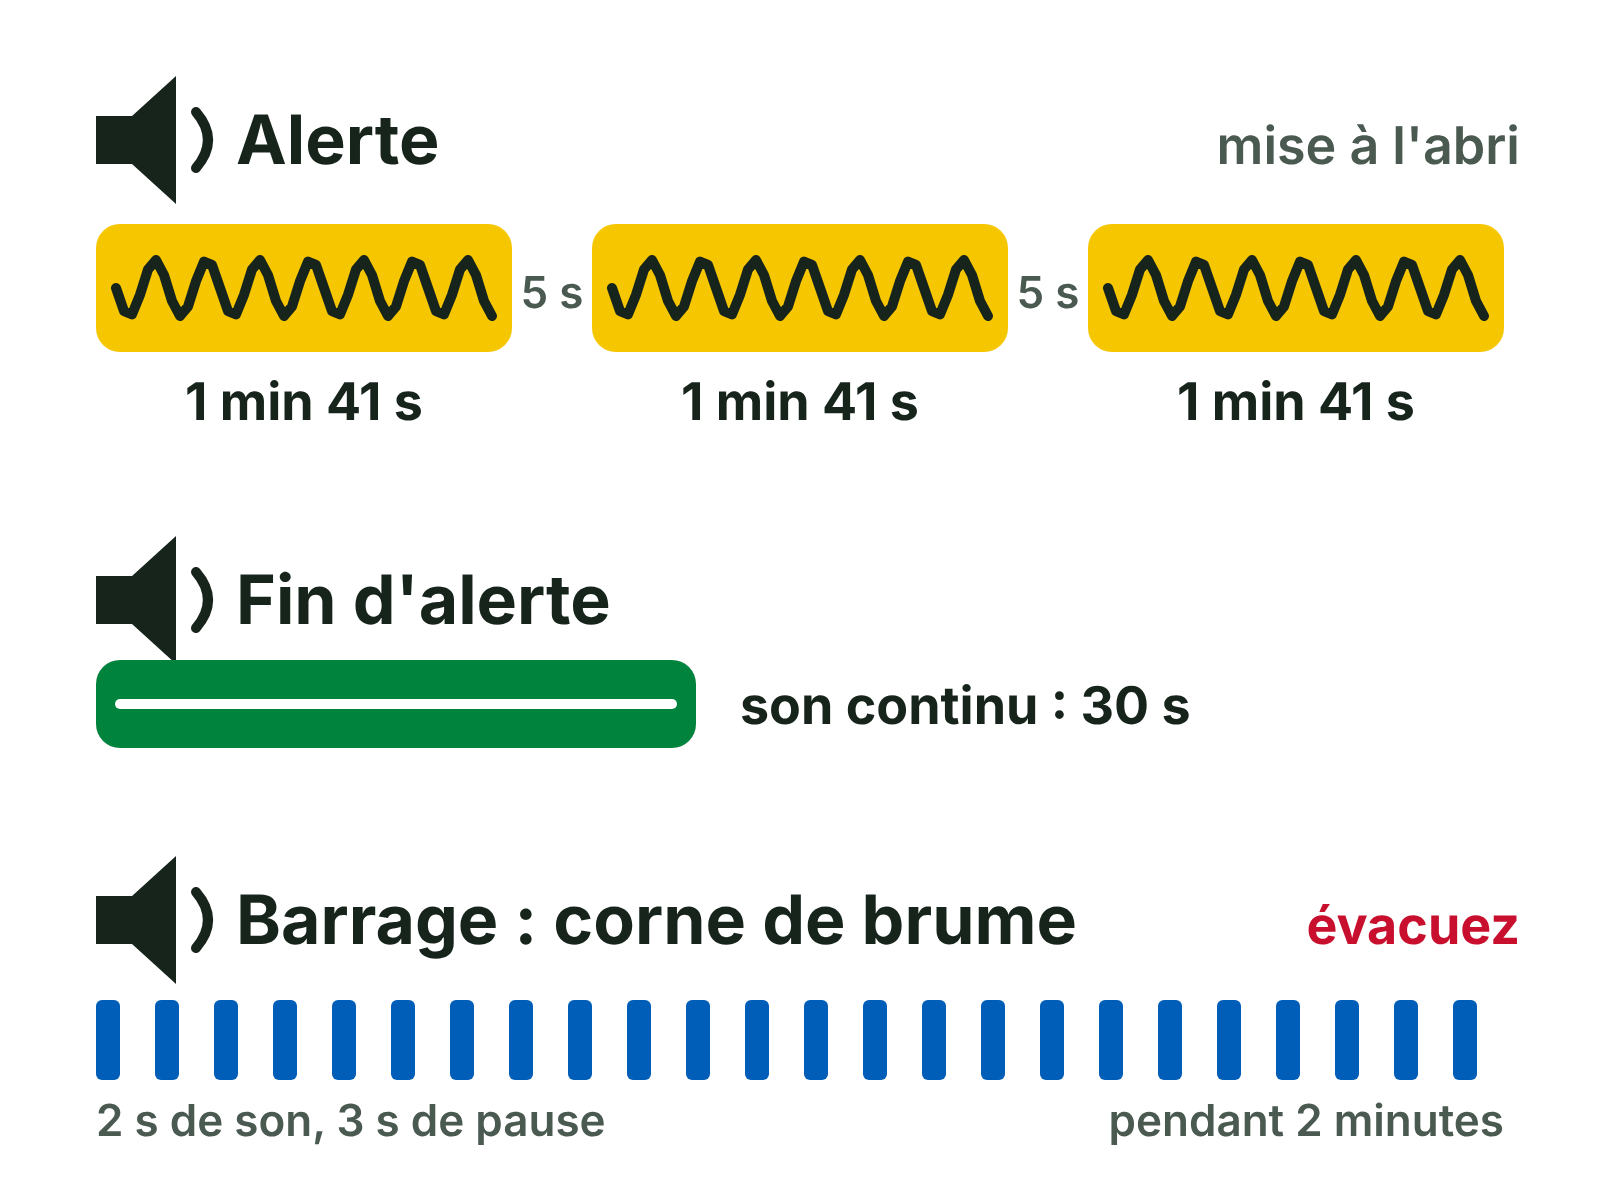 Alerte
mise à l'abri
5 s
5 s
1 min 41 s
1 min 41 s
1 min 41 s
Fin d'alerte
son continu : 30 s
Barrage : corne de brume
évacuez
2 s de son, 3 s de pause
pendant 2 minutes